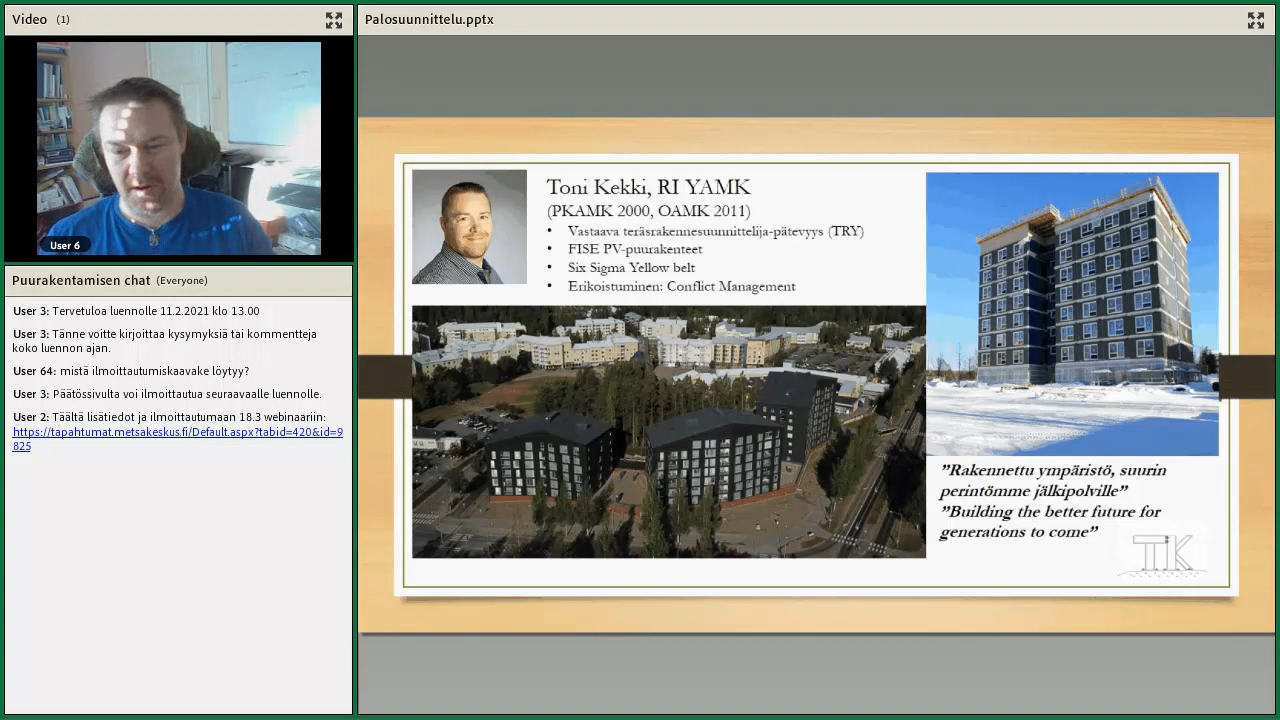 Video (1)
User 6
Puurakentamisen chat (Everyone)
User 3: Tervetuloa luennolle 11.2.2021 klo 13.00
User 3: Tänne voitte kirjoittaa kysymyksiä tai kommentteja
koko luennon ajan.
User 64: mistä ilmoittautumiskaavake löytyy?
User 3: Päätössivulta voi ilmoittautua seuraavaalle luennolle.
User 2: Täältä lisätiedot ja ilmoittautumaan 18.3 webinaariin:
https://tapahtumat.metsakeskus.fi/Default.aspx?tabid=420&id=9
825
Palosuunnittelu.pptx
Toni Kekki, RI YAMK
(PKAMK 2000, OAMK 2011)
• Vastaava teräsrakennesuunnittelija-pätevyys (TRY)
• FISE PV-puurakenteet
• Six Sigma Yellow belt
• Erikoistuminen: Conflict Management
”Rakennettu ympäristö, suurin
perintömme jälkipolville”
”Building the better future for
generations to come”
TK